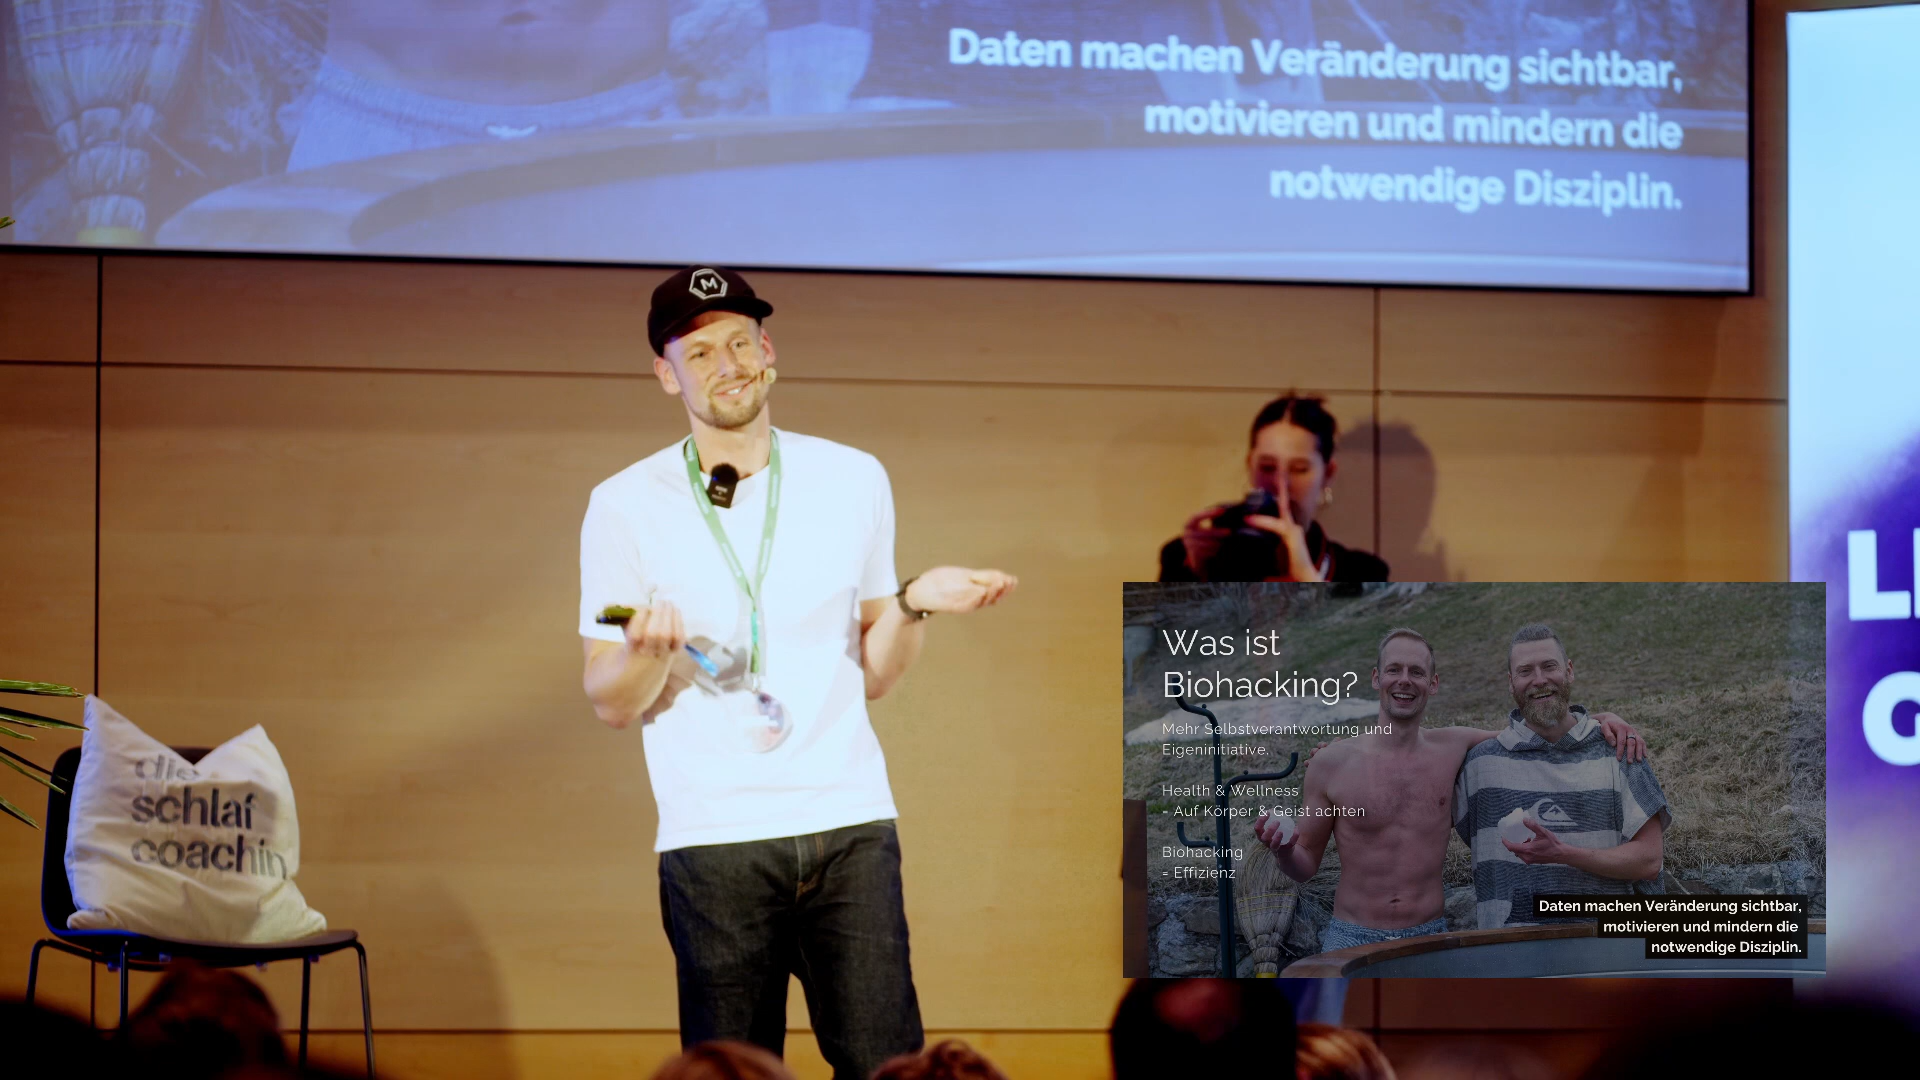 Daten machen Veränderung sichtbar,
motivieren und mindern die
notwendige Disziplin.
M
die
schlaf
coachin
Was ist
Biohacking?
Mehr Selbstverantwortung und
Eigeninitiative.
Health & Wellness
- Auf Körper & Geist achten
Biohacking
= Effizienz
Daten machen Veränderung sichtbar,
motivieren und mindern die
notwendige Disziplin.